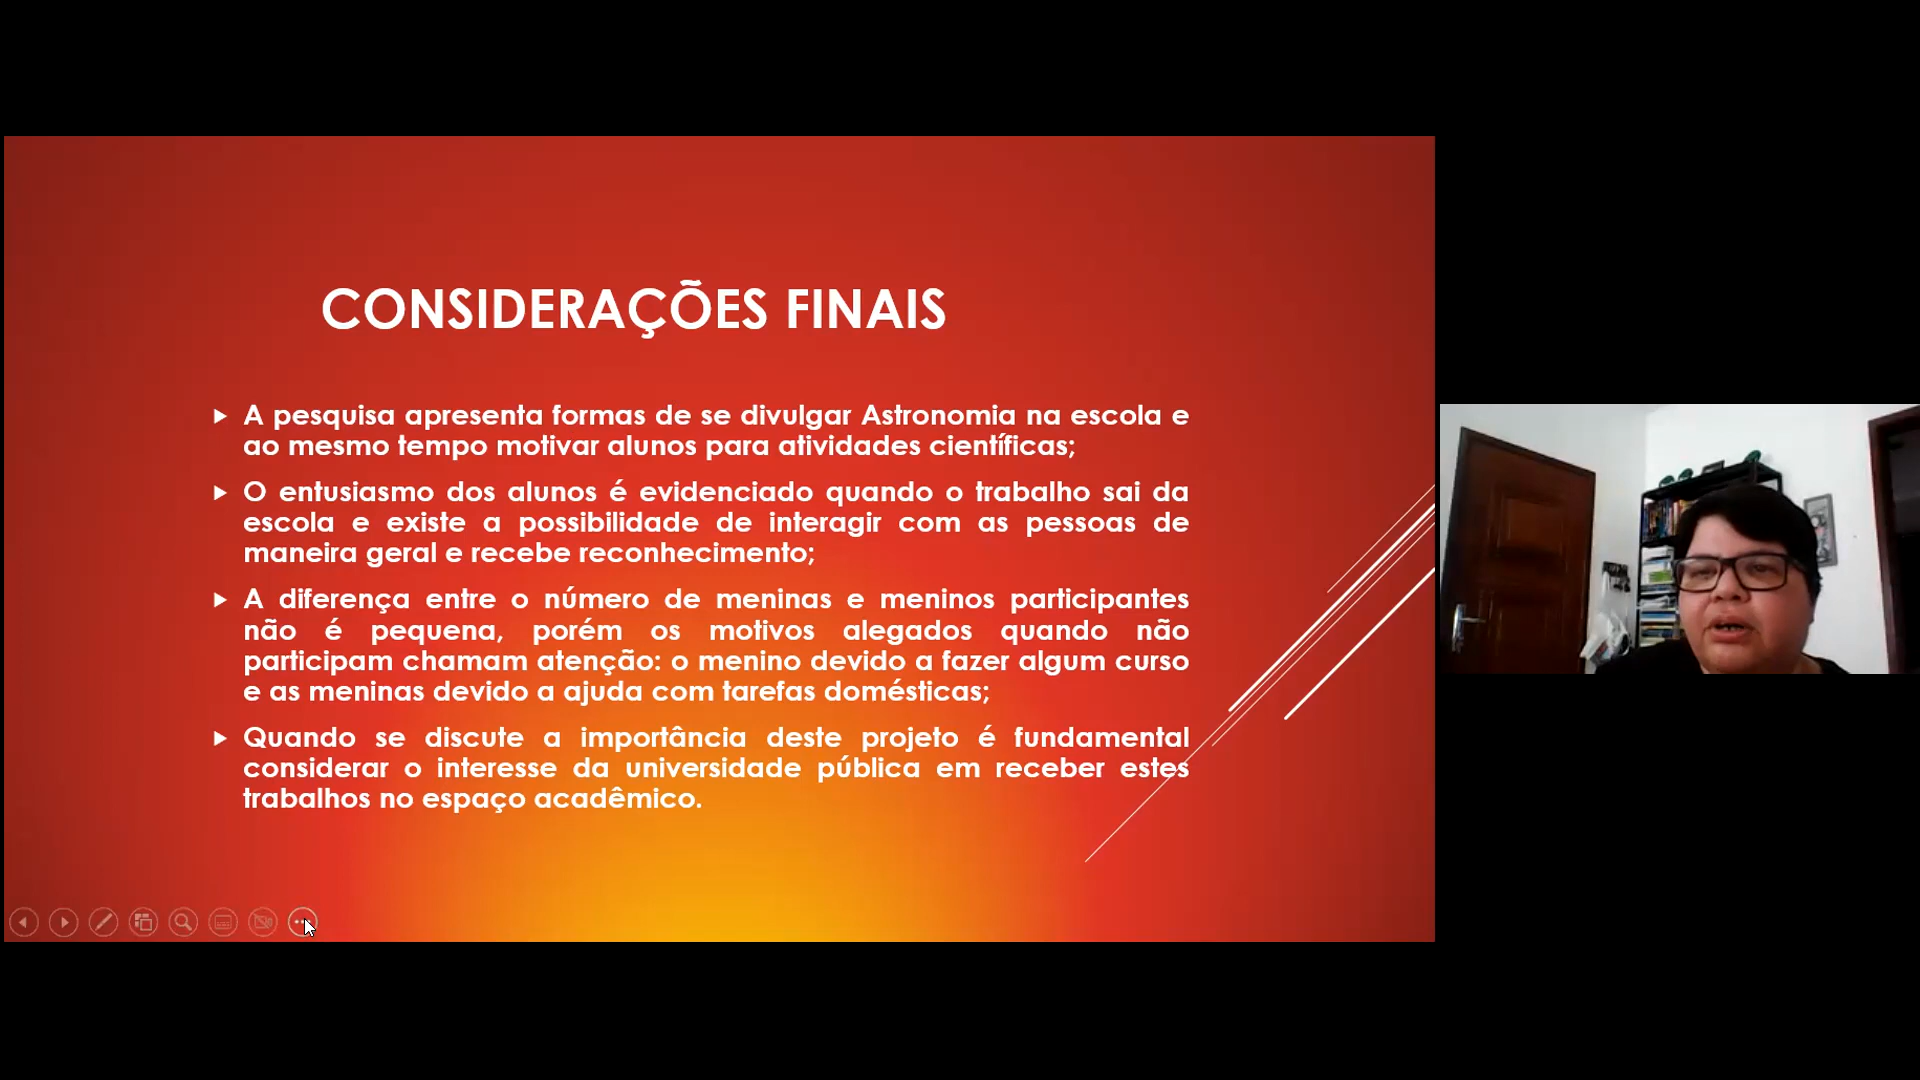 CONSIDERAÇÕES FINAIS
A pesquisa apresenta formas de se divulgar Astronomia na escola e
ao mesmo tempo motivar alunos para atividades científicas;
O entusiasmo dos alunos é evidenciado quando o trabalho sai da
escola e existe a possibilidade de interagir com as pessoas de
maneira geral e recebe reconhecimento;
A diferença entre o número de meninas e meninos participantes
não é pequena, porém os motivos alegados quando não
participam chamam atenção: o menino devido a fazer algum curso
e as meninas devido a ajuda com tarefas domésticas;
Quando se discute a importância deste projeto é fundamental
considerar o interesse da universidade pública em receber estes
trabalhos no espaço acadêmico.